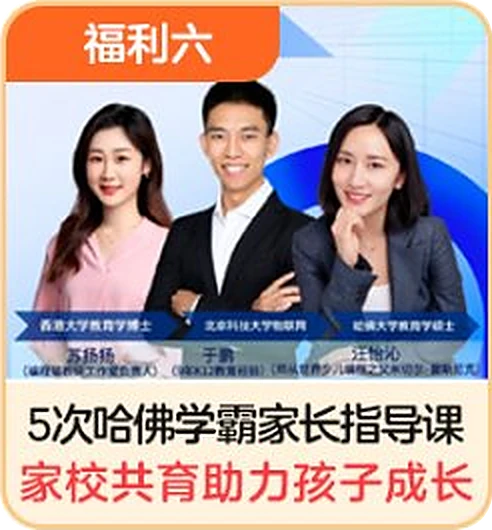 福利六
香港大学教育学博士
北京科技大学物联网
哈佛大学教育学硕士
苏扬扬
于鹏
汪怡沁
5次哈佛学霸家长指导课
家校共育助力孩子成长